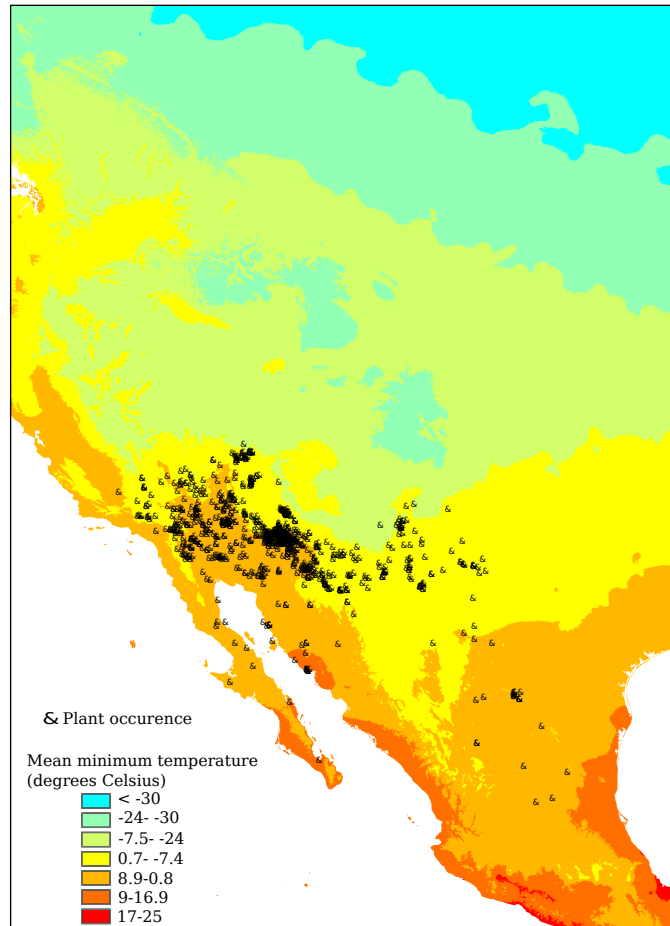 & Plant occurence
Mean minimum temperature
(degrees Celsius)
< -30
-24- -30
-7.5- -24
0.7- -7.4
8.9-0.8
9-16.9
17-25